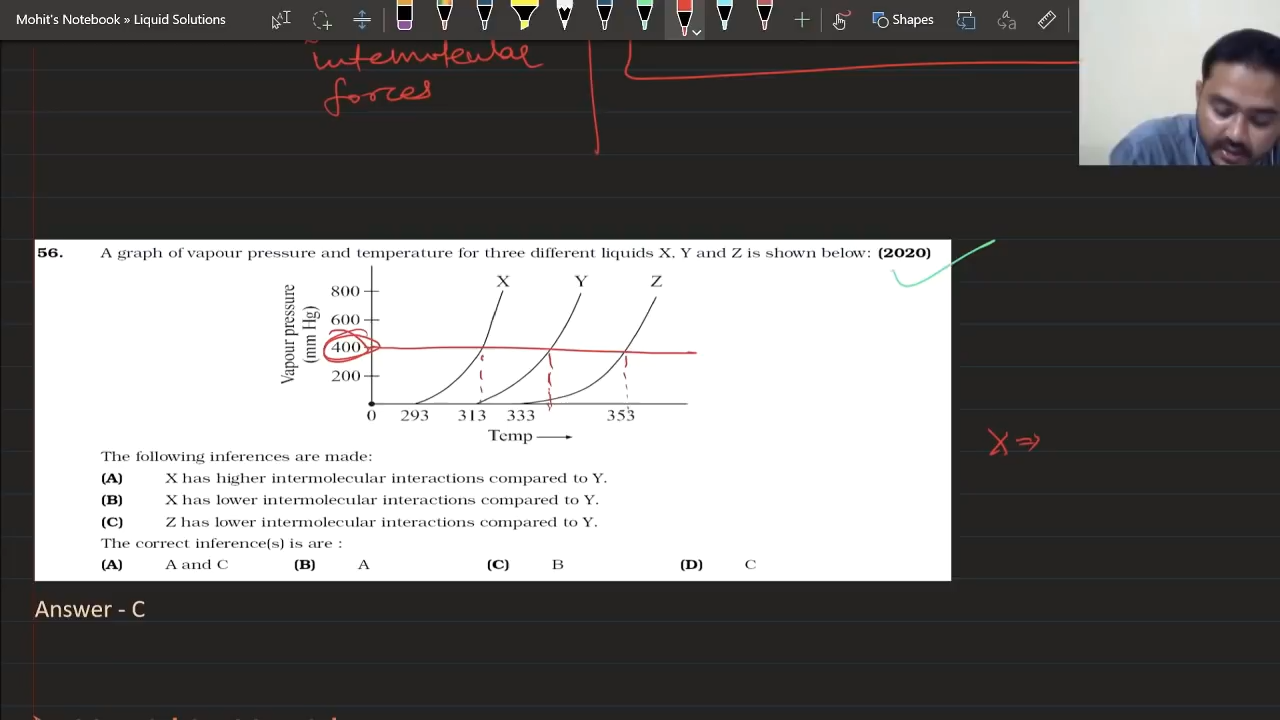 Mohit's Notebook » Liquid Solutions
Shapes
intermolecular
forces
56. A graph of vapour pressure and temperature for three different liquids X, Y and Z is shown below: (2020)
X Y Z
Vapour pressure
(mm Hg)
800
600
400
200
0 293 313 333 353
Temp
The following inferences are made:
(A) X has higher intermolecular interactions compared to Y.
(B) X has lower intermolecular interactions compared to Y.
(C) Z has lower intermolecular interactions compared to Y.
The correct inference(s) is are :
(A) A and C (B) A (C) B (D) C
X ⇒
Answer - C